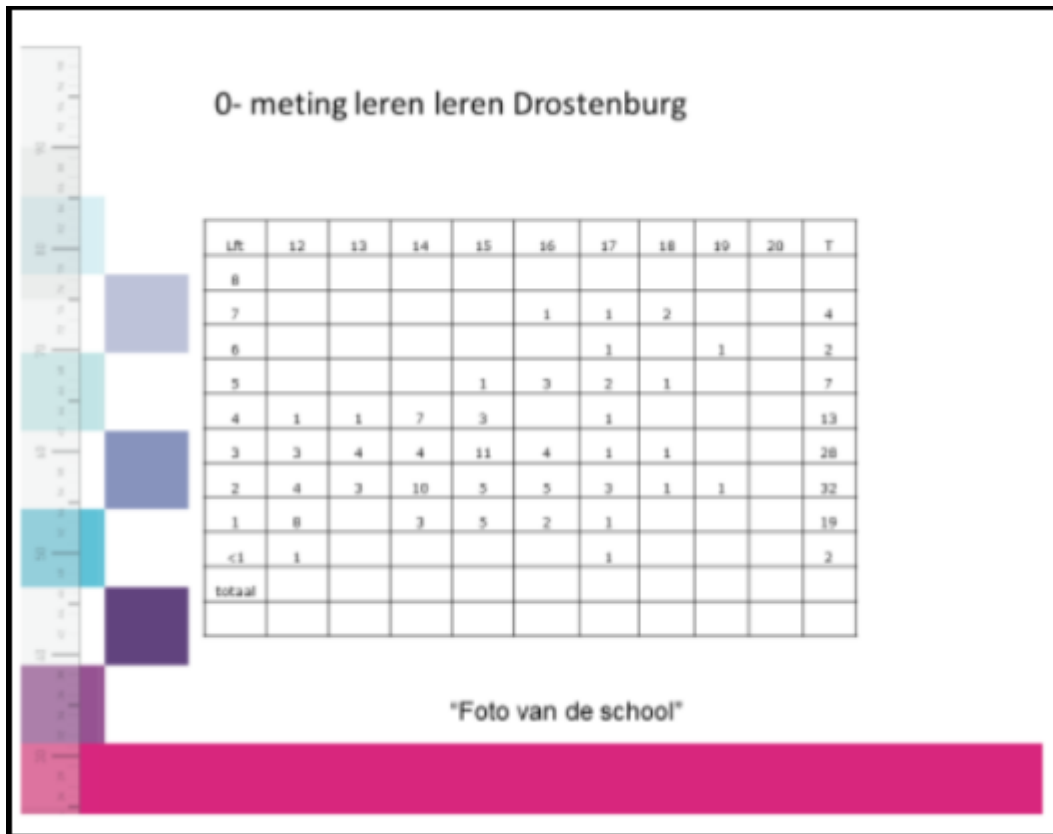 0- meting leren leren Drostenburg
Lft 12 13 14 15 16 17 18 19 20 T
8
7 1 1 2 4
6 1 1 2
5 1 3 2 1 7
4 1 1 7 3 1 13
3 3 4 4 11 4 1 1 28
2 4 3 10 5 5 3 1 1 32
1 8 3 5 2 1 19
<1 1 1 2
totaal
"Foto van de school"